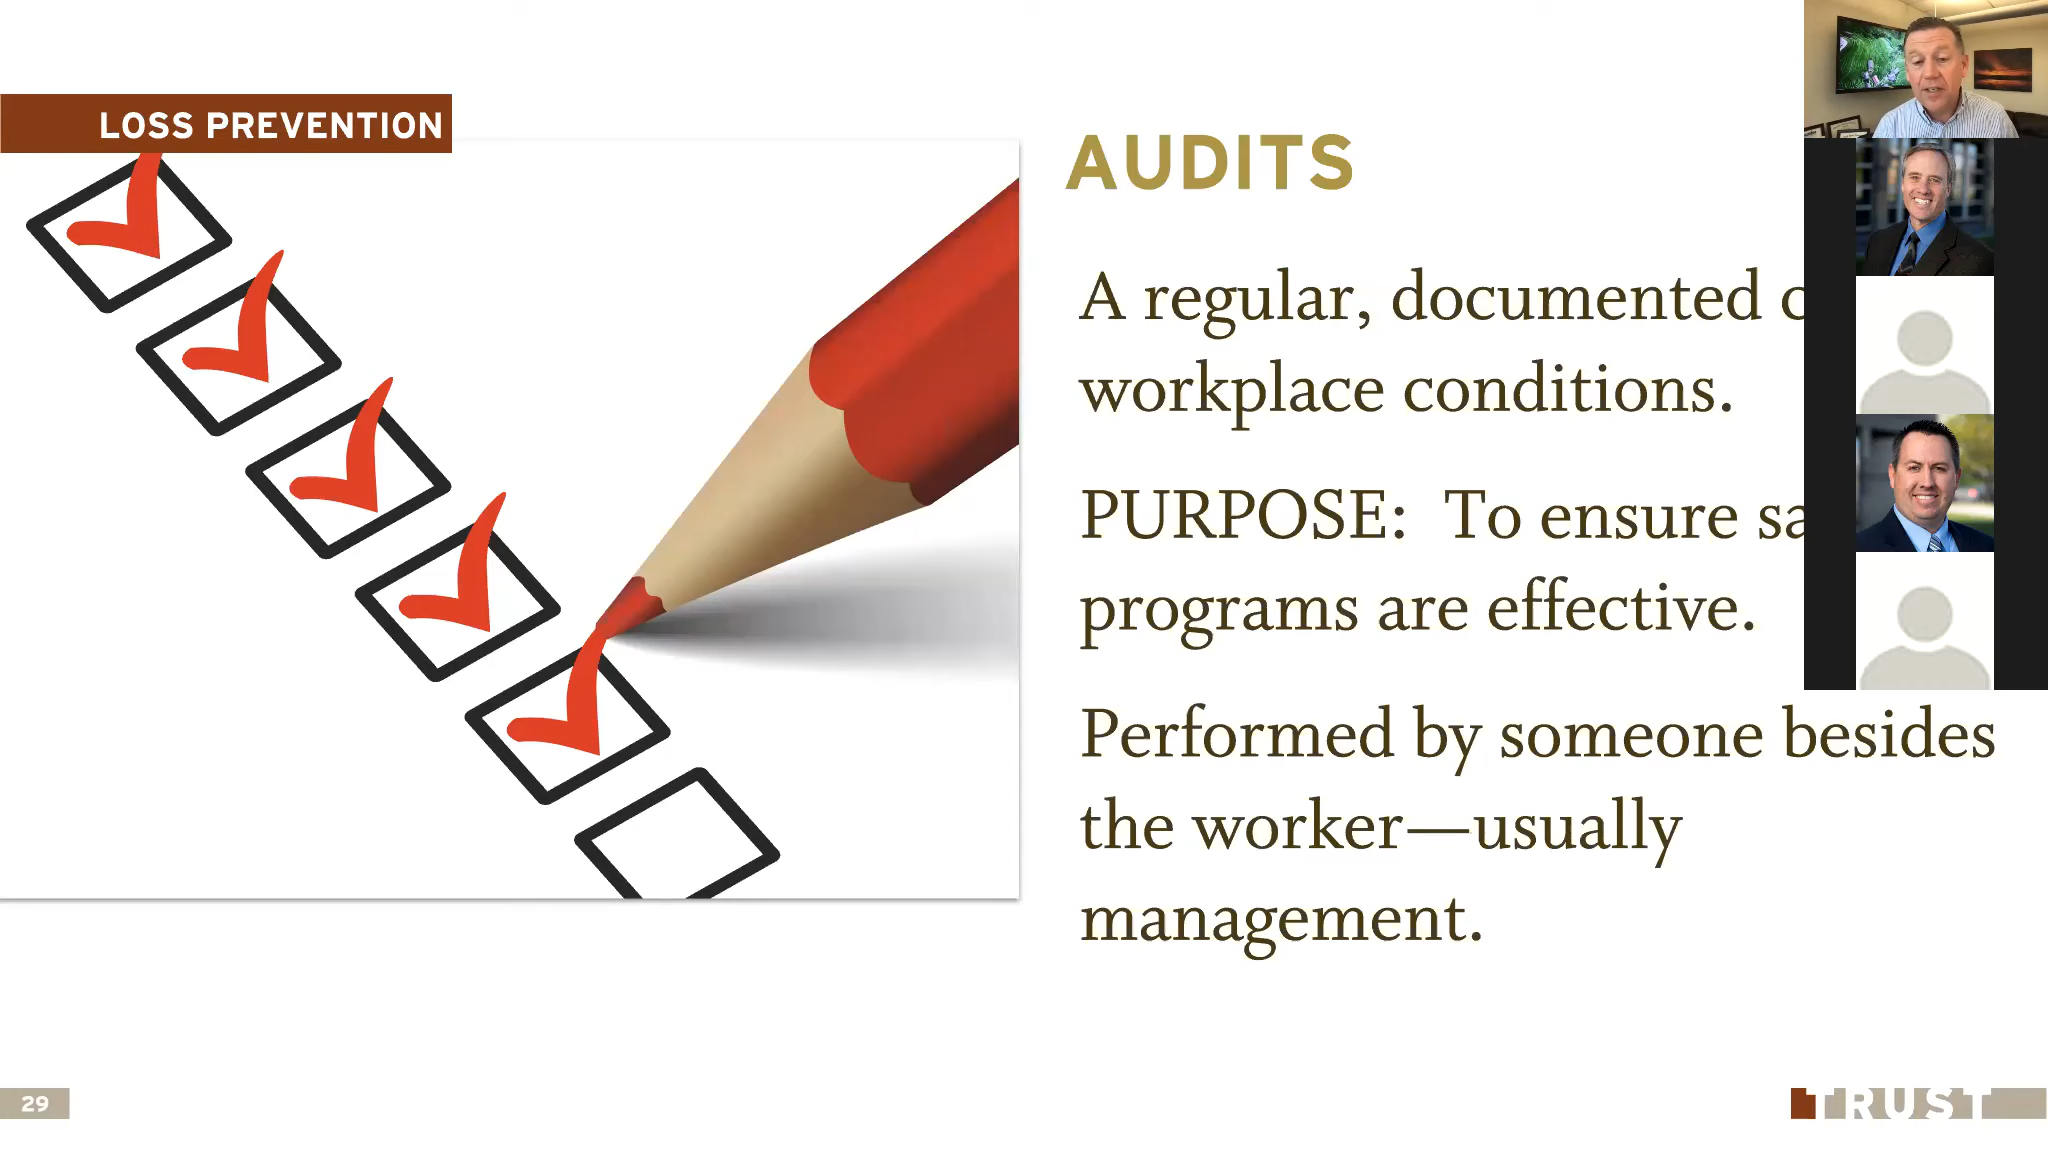 LOSS PREVENTION
AUDITS
A regular, documented
workplace conditions.
PURPOSE: To ensure
programs are effective.
Performed by someone besides
the worker—usually
management.
29
TRUST